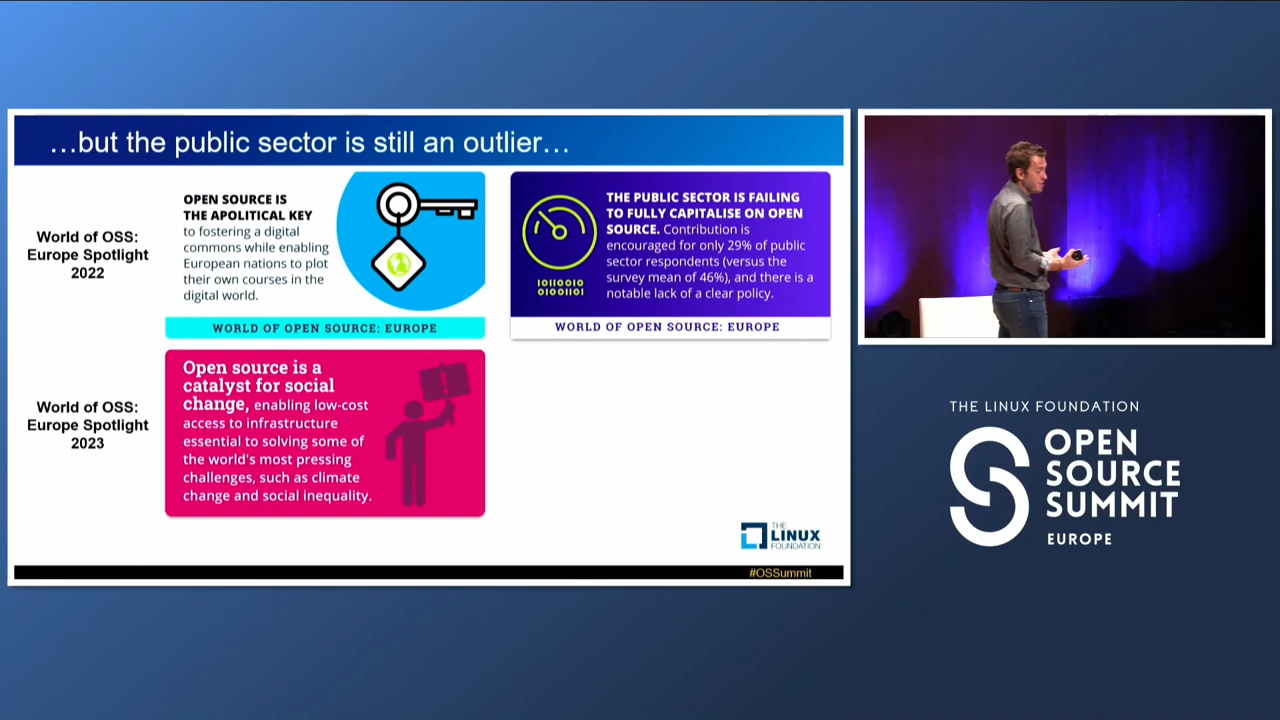 ...but the public sector is still an outlier...
World of OSS:
Europe Spotlight
2022
OPEN SOURCE IS
THE APOLITICAL KEY
to fostering a digital
commons while enabling
European nations to plot
their own courses in the
digital world.
WORLD OF OPEN SOURCE: EUROPE
THE PUBLIC SECTOR IS FAILING
TO FULLY CAPITALISE ON OPEN
SOURCE. Contribution is
encouraged for only 29% of public
sector respondents (versus the
survey mean of 46%), and there is a
notable lack of a clear policy.
10110010
01001101
WORLD OF OPEN SOURCE: EUROPE
World of OSS:
Europe Spotlight
2023
Open source is a
catalyst for social
change, enabling low-cost
access to infrastructure
essential to solving some of
the world's most pressing
challenges, such as climate
change and social inequality.
!
THE
LINUX
FOUNDATION
#OSSummit
THE LINUX FOUNDATION
OPEN
SOURCE
SUMMIT
EUROPE